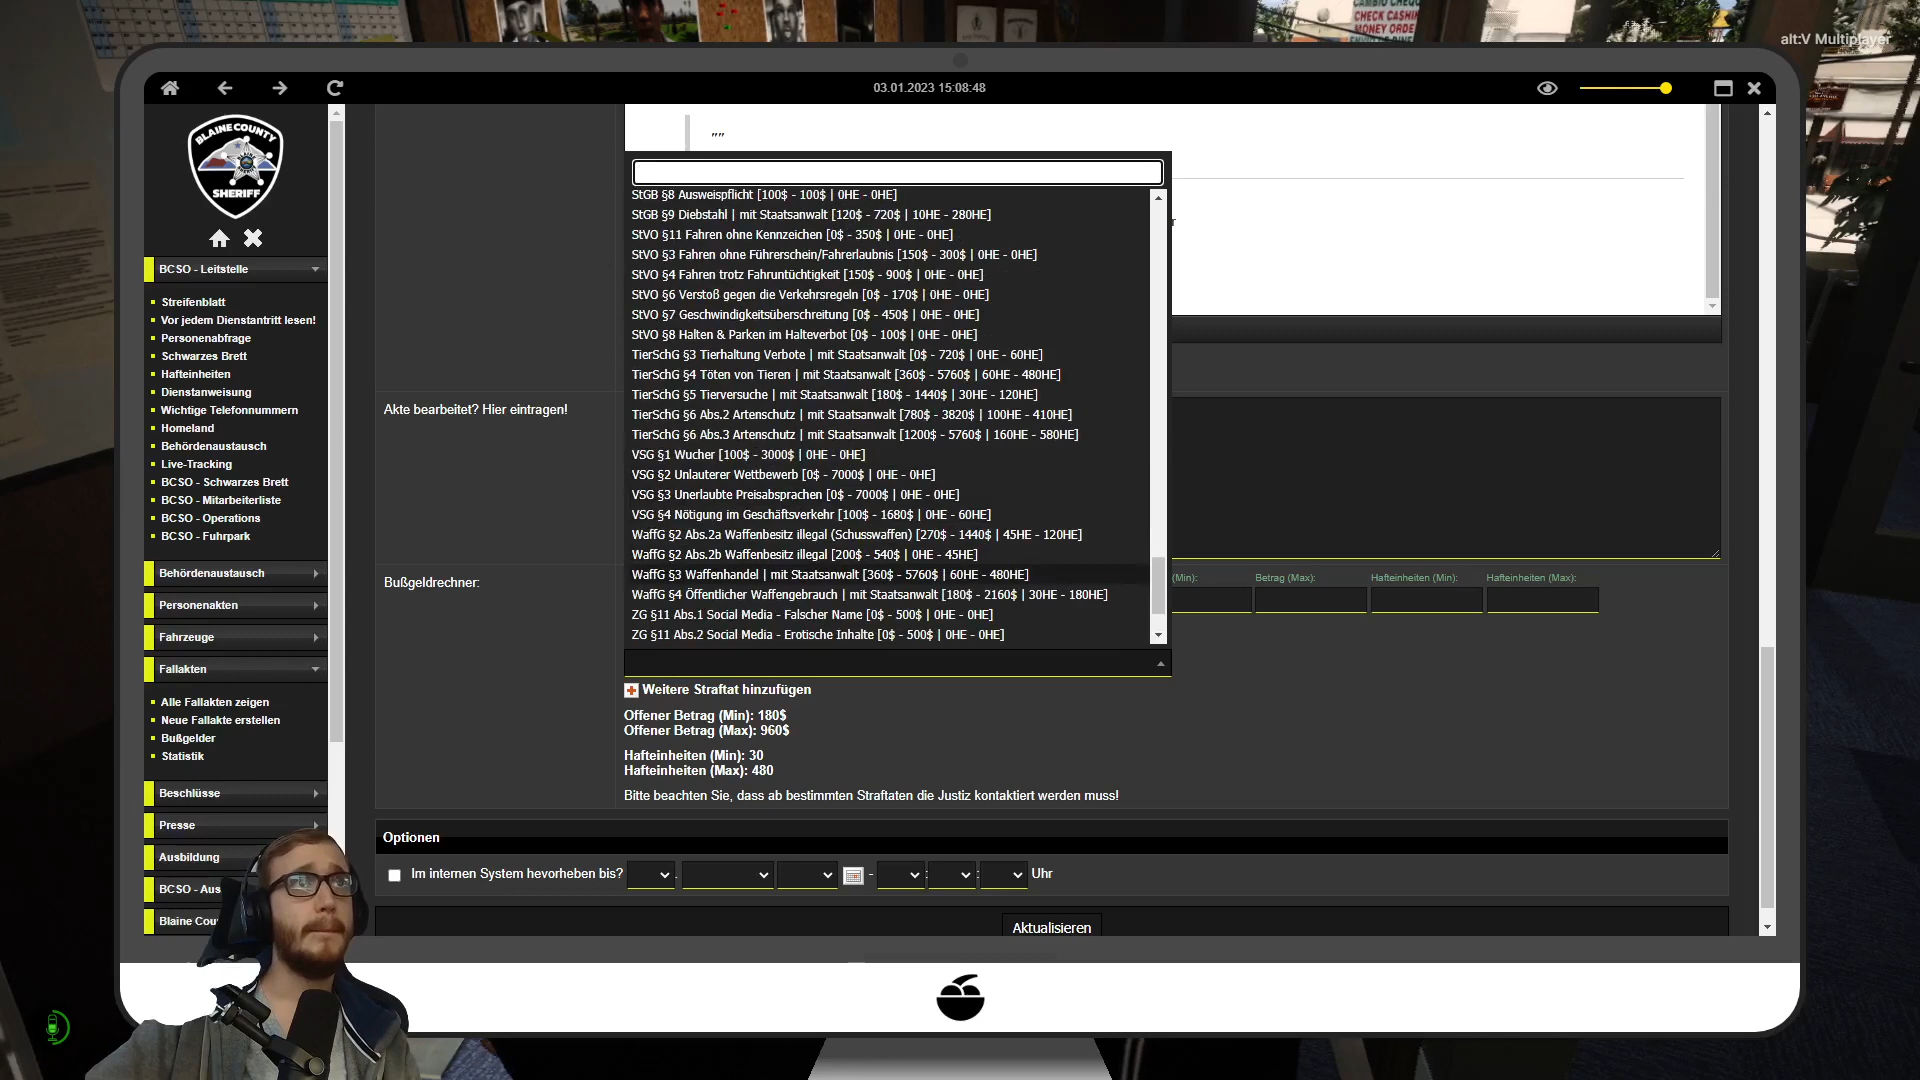 CAMBIO CHEQUE
CHECK CASHING
MONEY ORDER
alt:V Multiplayer
03.01.2023 15:08:48
BLAINE COUNTY
SHERIFF
BCSO - Leitstelle
Streifenblatt
Vor jedem Dienstantritt lesen!
Personenabfrage
Schwarzes Brett
Hafteinheiten
Dienstanweisung
Wichtige Telefonnummern
Homeland
Behördenaustausch
Live-Tracking
BCSO - Schwarzes Brett
BCSO - Mitarbeiterliste
BCSO - Operations
BCSO - Fuhrpark
Behördenaustausch
Personenakten
Fahrzeuge
Fallakten
Alle Fallakten zeigen
Neue Fallakte erstellen
Bußgelder
Statistik
Beschlüsse
Presse
Ausbildung
BCSO - Aus
Blaine Cou
""
StGB §8 Ausweispflicht [100$ - 100$ | 0HE - 0HE]
StGB §9 Diebstahl | mit Staatsanwalt [120$ - 720$ | 10HE - 280HE]
StVO §11 Fahren ohne Kennzeichen [0$ - 350$ | 0HE - 0HE]
StVO §3 Fahren ohne Führerschein/Fahrerlaubnis [150$ - 300$ | 0HE - 0HE]
StVO §4 Fahren trotz Fahruntüchtigkeit [150$ - 900$ | 0HE - 0HE]
StVO §6 Verstoß gegen die Verkehrsregeln [0$ - 170$ | 0HE - 0HE]
StVO §7 Geschwindigkeitsüberschreitung [0$ - 450$ | 0HE - 0HE]
StVO §8 Halten & Parken im Halteverbot [0$ - 100$ | 0HE - 0HE]
TierSchG §3 Tierhaltung Verbote | mit Staatsanwalt [0$ - 720$ | 0HE - 60HE]
TierSchG §4 Töten von Tieren | mit Staatsanwalt [360$ - 5760$ | 60HE - 480HE]
TierSchG §5 Tierversuche | mit Staatsanwalt [180$ - 1440$ | 30HE - 120HE]
TierSchG §6 Abs.2 Artenschutz | mit Staatsanwalt [780$ - 3820$ | 100HE - 410HE]
TierSchG §6 Abs.3 Artenschutz | mit Staatsanwalt [1200$ - 5760$ | 160HE - 580HE]
VSG §1 Wucher [100$ - 3000$ | 0HE - 0HE]
VSG §2 Unlauterer Wettbewerb [0$ - 7000$ | 0HE - 0HE]
VSG §3 Unerlaubte Preisabsprachen [0$ - 7000$ | 0HE - 0HE]
VSG §4 Nötigung im Geschäftsverkehr [100$ - 1680$ | 0HE - 60HE]
WaffG §2 Abs.2a Waffenbesitz illegal (Schusswaffen) [270$ - 1440$ | 45HE - 120HE]
WaffG §2 Abs.2b Waffenbesitz illegal [200$ - 540$ | 0HE - 45HE]
WaffG §3 Waffenhandel | mit Staatsanwalt [360$ - 5760$ | 60HE - 480HE]
WaffG §4 Öffentlicher Waffengebrauch | mit Staatsanwalt [180$ - 2160$ | 30HE - 180HE]
ZG §11 Abs.1 Social Media - Falscher Name [0$ - 500$ | 0HE - 0HE]
ZG §11 Abs.2 Social Media - Erotische Inhalte [0$ - 500$ | 0HE - 0HE]
Akte bearbeitet? Hier eintragen!
Bußgeldrechner:
(Min): Betrag (Max): Hafteinheiten (Min): Hafteinheiten (Max):
Weitere Straftat hinzufügen
Offener Betrag (Min): 180$
Offener Betrag (Max): 960$
Hafteinheiten (Min): 30
Hafteinheiten (Max): 480
Bitte beachten Sie, dass ab bestimmten Straftaten die Justiz kontaktiert werden muss!
Optionen
Im internen System hevorheben bis? . - : : Uhr
Aktualisieren